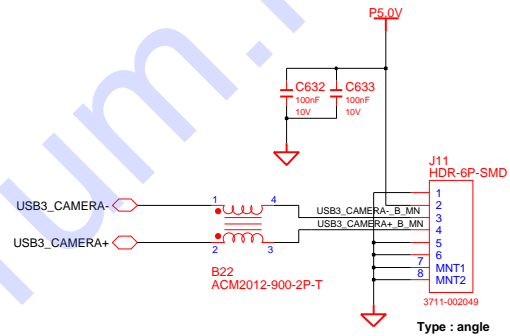 P5.0V
C632
100nF
10V
C633
100nF
10V
J11
HDR-6P-SMD
USB3_CAMERA-
1
4
USB3_CAMERA-_B_MN
USB3_CAMERA+
2
3
USB3_CAMERA+_B_MN
B22
ACM2012-900-2P-T
1
2
3
4
5
6
7
MNT1
8
MNT2
3711-002049
Type : angle